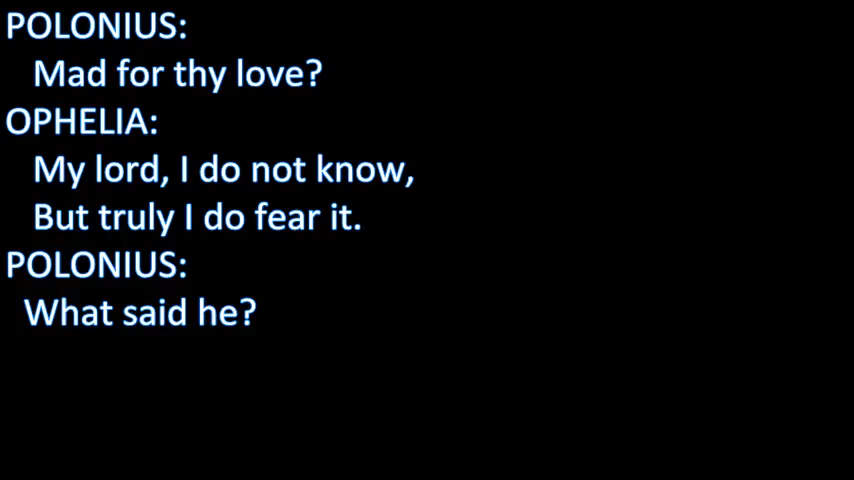 POLONIUS:
Mad for thy love?
OPHELIA:
My lord, I do not know,
But truly I do fear it.
POLONIUS:
What said he?